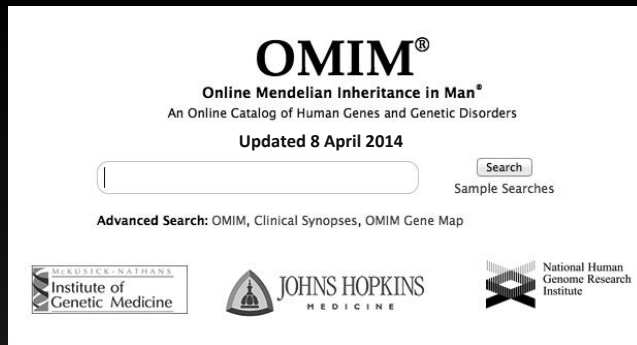 OMIM®
Online Mendelian Inheritance in Man®
An Online Catalog of Human Genes and Genetic Disorders
Updated 8 April 2014
Search
Sample Searches
Advanced Search: OMIM, Clinical Synopses, OMIM Gene Map
MCKUSICK-NATHANS
Institute of
Genetic Medicine
JOHNS HOPKINS
MEDICINE
National Human
Genome Research
Institute